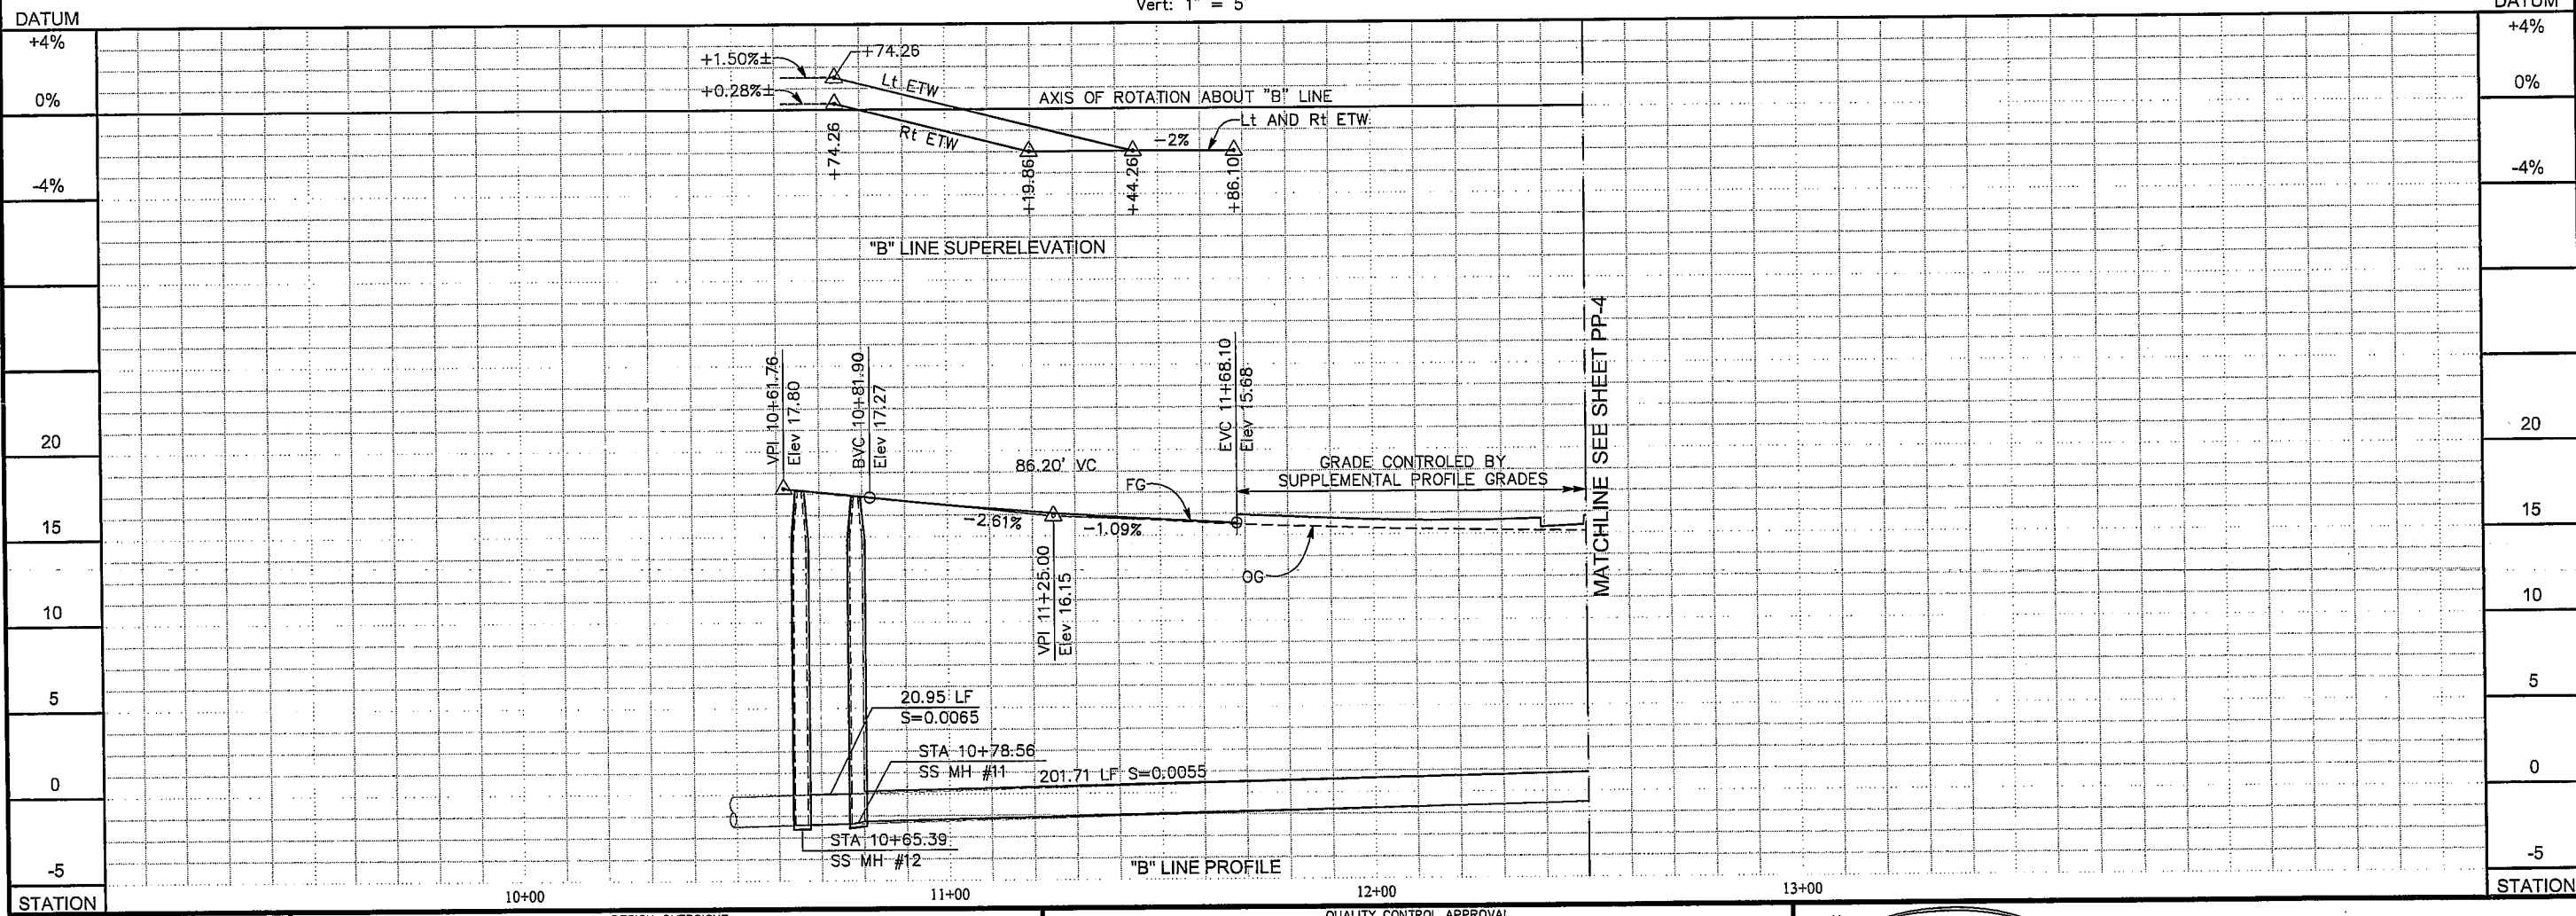 Vert: 1" = 5'
DATUM
DATUM
+4%
+4%
+1.50%±
+74.26
Lt ETW
0%
+0.28%±
AXIS OF ROTATION ABOUT "B" LINE
0%
Rt ETW
Lt AND Rt ETW
-2%
+74.26
+19.86
+44.26
+86.10
-4%
-4%
"B" LINE SUPERELEVATION
VPI 10+61.76
Elev 17.80
BVC 10+81.90
Elev 17.27
EVC 11+68.10
Elev 15.68
MATCHLINE SEE SHEET PP-4
20
20
86.20' VC
GRADE CONTROLED BY
SUPPLEMENTAL PROFILE GRADES
FG
15
-2.61%
-1.09%
15
VPI 11+25.00
Elev 16.15
OG
10
10
5
20.95 LF
S=0.0065
5
STA 10+78.56
SS MH #11
201.71 LF S=0.0055
0
0
STA 10+65.39
SS MH #12
-5
"B" LINE PROFILE
-5
STATION
10+00
11+00
12+00
13+00
STATION
DESIGN OVERSIGHT
QUALITY CONTROL APPROVAL